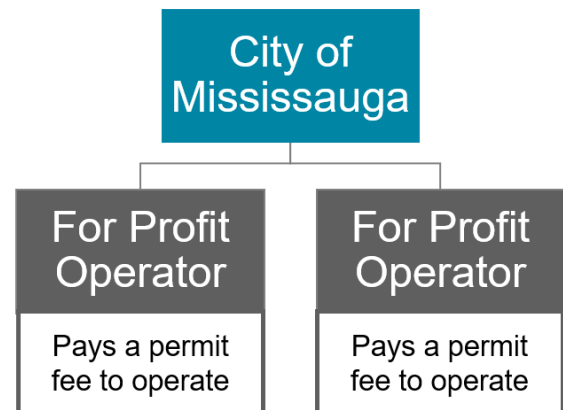 City of
Mississauga
For Profit
Operator
For Profit
Operator
Pays a permit
fee to operate
Pays a permit
fee to operate